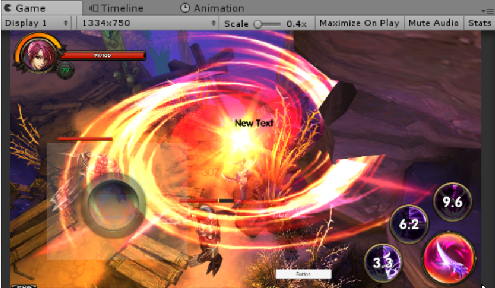 Game Timeline Animation
Display 1 1334x750 Scale 0.4x Maximize On Play Mute Audio Stats
New Text
9.6
6.2
3.3
Button